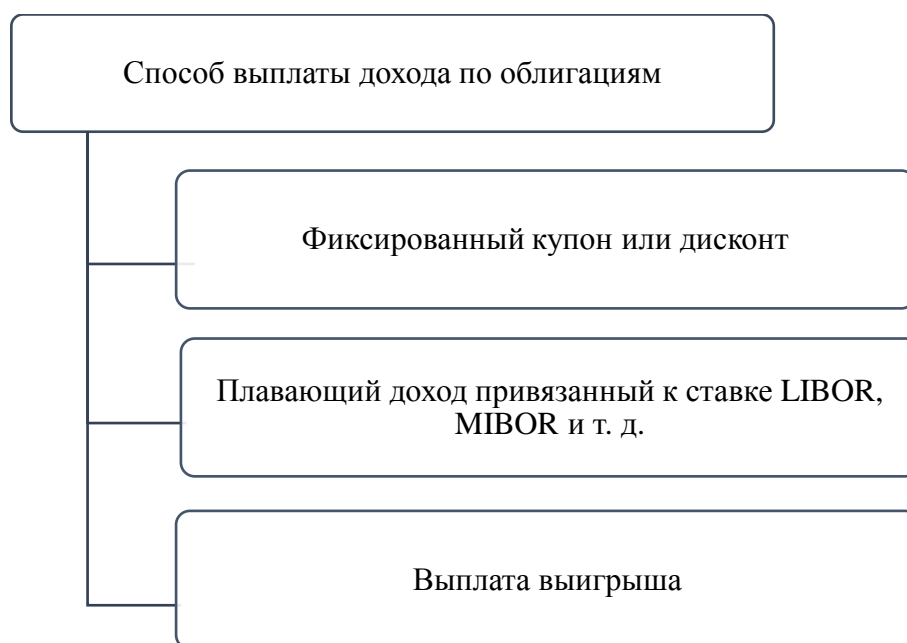 Способ выплаты дохода по облигациям
Фиксированный купон или дисконт
Плавающий доход привязанный к ставке LIBOR,
MIBOR и т. д.
Выплата выигрыша